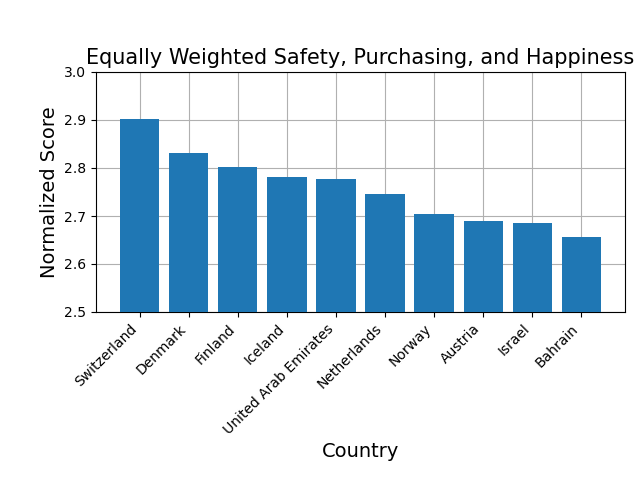 Equally Weighted Safety, Purchasing, and Happiness
Normalized Score
3.0
2.9
2.8
2.7
2.6
2.5
Switzerland
Denmark
Finland
Iceland
United Arab Emirates
Netherlands
Norway
Austria
Israel
Bahrain
Country